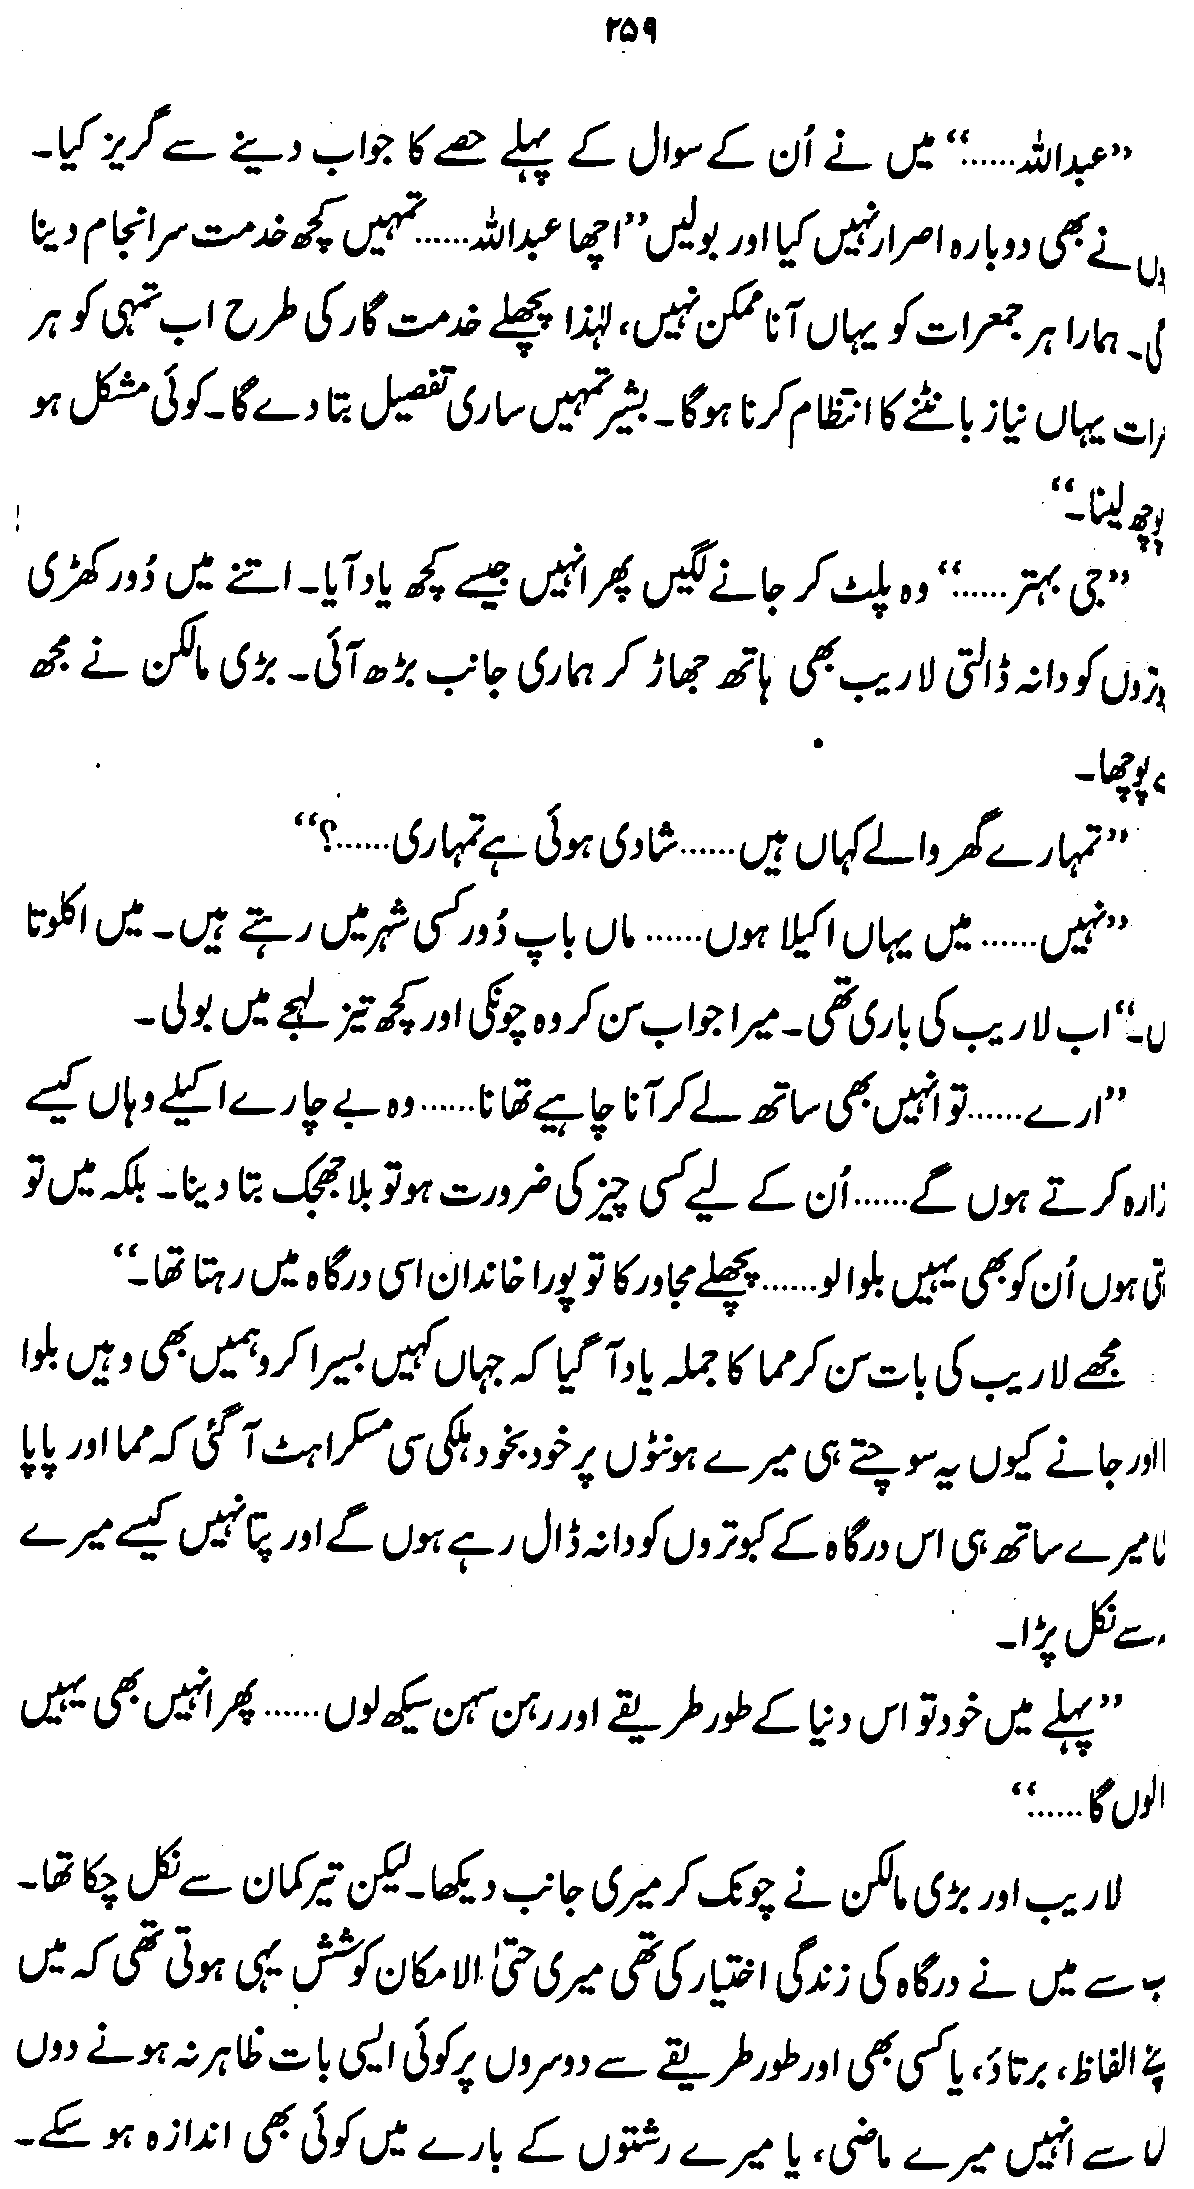 ۲۵۹
”عبداللہ......“ میں نے اُن کے سوال کے پہلے حصے کا جواب دینے سے گریز کیا۔
وں نے بھی دوبارہ اصرار نہیں کیا اور بولیں ”اچھا عبداللہ......تمہیں کچھ خدمت سرانجام دینا
گی۔ ہمارا ہر جمعرات کو یہاں آنا ممکن نہیں، لہٰذا پچھلے خدمت گار کی طرح اب تمہی کو ہر
رات یہاں نیاز بانٹنے کا انتظام کرنا ہوگا۔ بشیر تمہیں ساری تفصیل بتا دے گا۔ کوئی مشکل ہو
پوچھ لینا۔“
”جی بہتر......“ وہ پلٹ کر جانے لگیں پھر انہیں جیسے کچھ یاد آیا۔ اتنے میں دُور کھڑی
وتروں کو دانہ ڈالتی لاریب بھی ہاتھ جھاڑ کر ہماری جانب بڑھ آئی۔ بڑی مالکن نے مجھ
ے پوچھا۔
”تمہارے گھر والے کہاں ہیں......شادی ہوئی ہے تمہاری......؟“
”نہیں...... میں یہاں اکیلا ہوں...... ماں باپ دُور کسی شہر میں رہتے ہیں۔ میں اکلوتا
ں۔“ اب لاریب کی باری تھی۔ میرا جواب سن کر وہ چونکی اور کچھ تیز لہجے میں بولی۔
”ارے......تو انہیں بھی ساتھ لے کر آنا چاہیے تھا نا......وہ بے چارے اکیلے وہاں کیسے
زارہ کرتے ہوں گے......اُن کے لیے کسی چیز کی ضرورت ہو تو بلا جھجک بتا دینا۔ بلکہ میں تو
تی ہوں اُن کو بھی یہیں بلوا لو......پچھلے مجاور کا تو پورا خاندان اسی درگاہ میں رہتا تھا۔“
مجھے لاریب کی بات سن کر مما کا جملہ یاد آ گیا کہ جہاں کہیں بسیرا کرو ہمیں بھی وہیں بلوا
ا اور جانے کیوں یہ سوچتے ہی میرے ہونٹوں پر خودبخود ہلکی سی مسکراہٹ آ گئی کہ مما اور پاپا
میرے ساتھ ہی اس درگاہ کے کبوتروں کو دانہ ڈال رہے ہوں گے اور پتا نہیں کیسے میرے
سے نکل پڑا۔
”پہلے میں خود تو اس دنیا کے طور طریقے اور رہن سہن سیکھ لوں...... پھر انہیں بھی یہیں
الوں گا......“
لاریب اور بڑی مالکن نے چونک کر میری جانب دیکھا۔ لیکن تیر کمان سے نکل چکا تھا۔
ب سے میں نے درگاہ کی زندگی اختیار کی تھی میری حتیٰ الامکان کوشش یہی ہوتی تھی کہ میں
پنے الفاظ، برتاؤ، یا کسی بھی اور طور طریقے سے دوسروں پر کوئی ایسی بات ظاہر نہ ہونے دوں
ں سے انہیں میرے ماضی، یا میرے رشتوں کے بارے میں کوئی بھی اندازہ ہو سکے۔